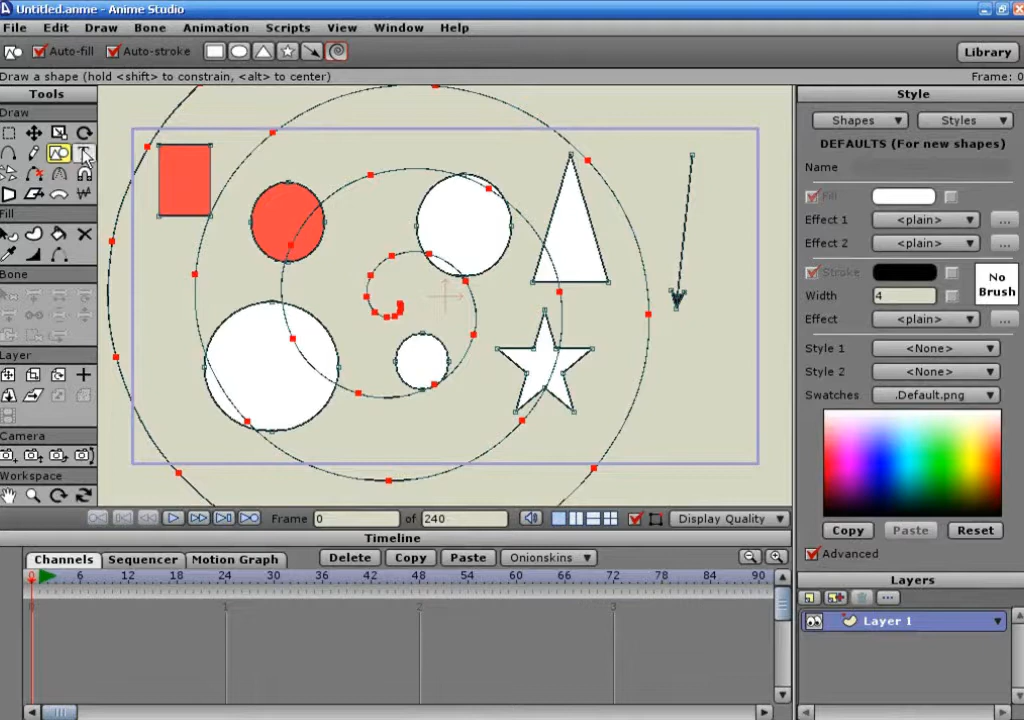 Untitled.anme - Anime Studio
File Edit Draw Bone Animation Scripts View Window Help
Auto-fill Auto-stroke Library
Draw a shape (hold <shift> to constrain, <alt> to center) Frame: 0
Tools
Draw
T
Fill
Bone
Layer
Camera
Workspace
Style
Shapes Styles
DEFAULTS (For new shapes)
Name
Fill
Effect 1 <plain> ...
Effect 2 <plain> ...
Stroke
No Brush
Width 4
Effect <plain> ...
Style 1 <None>
Style 2 <None>
Swatches .Default.png
Copy Paste Reset
Advanced
Frame 0 of 240 Display Quality
Timeline
Channels Sequencer Motion Graph Delete Copy Paste Onionskins
0 6 12 18 24 30 36 42 48 54 60 66 72 78 84 90
0 1 2 3
Layers
...
Layer 1